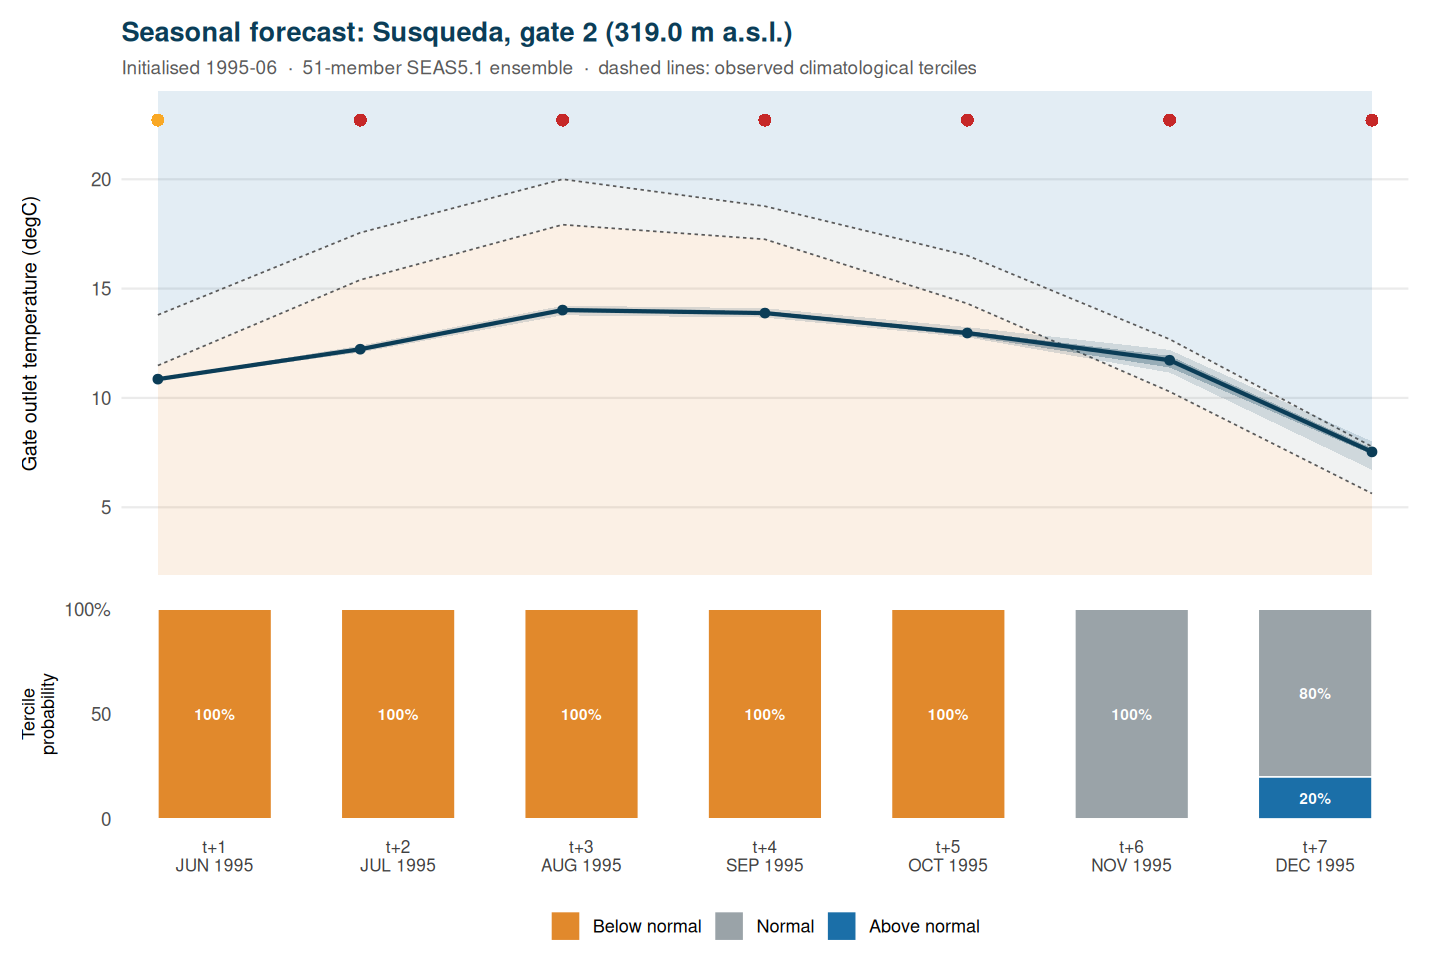 Seasonal forecast: Susqueda, gate 2 (319.0 m a.s.l.)
Initialised 1995-06 · 51-member SEAS5.1 ensemble · dashed lines: observed climatological terciles
Gate outlet temperature (degC)
20
15
10
5
Tercile
probability
100%
50
0
100%
100%
100%
100%
100%
100%
80%
20%
t+1
JUN 1995
t+2
JUL 1995
t+3
AUG 1995
t+4
SEP 1995
t+5
OCT 1995
t+6
NOV 1995
t+7
DEC 1995
Below normal
Normal
Above normal